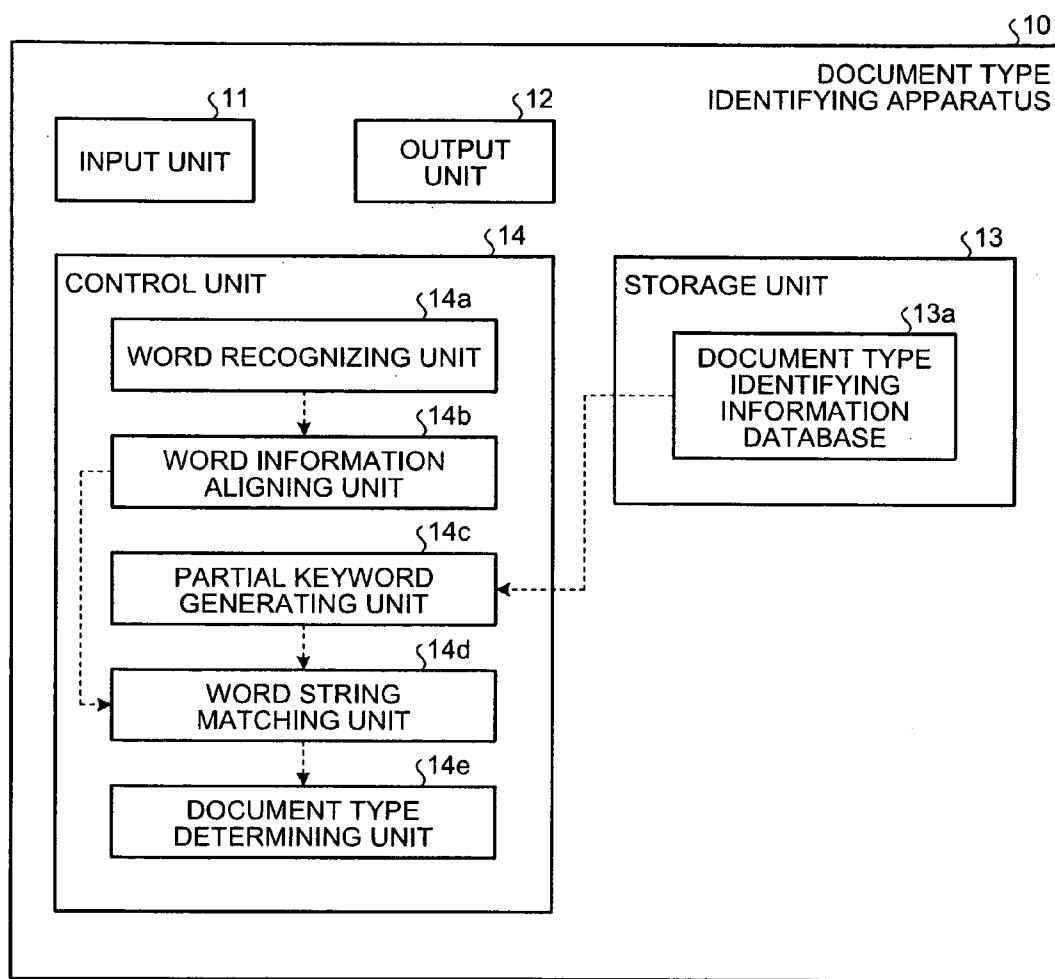 10
DOCUMENT TYPE
IDENTIFYING APPARATUS
11
INPUT UNIT
12
OUTPUT
UNIT
14
CONTROL UNIT
14a
WORD RECOGNIZING UNIT
14b
WORD INFORMATION
ALIGNING UNIT
14c
PARTIAL KEYWORD
GENERATING UNIT
14d
WORD STRING
MATCHING UNIT
14e
DOCUMENT TYPE
DETERMINING UNIT
13
STORAGE UNIT
13a
DOCUMENT TYPE
IDENTIFYING
INFORMATION
DATABASE